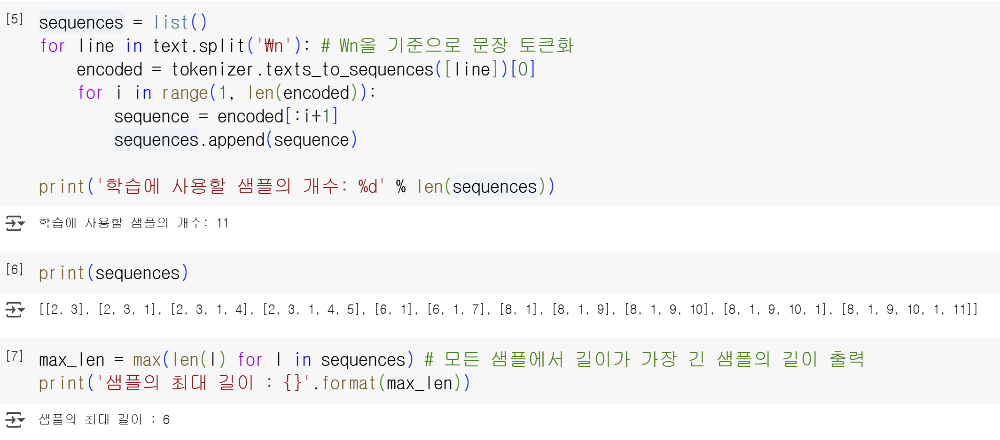 [5] sequences = list()
for line in text.split('₩n'): # ₩n을 기준으로 문장 토큰화
    encoded = tokenizer.texts_to_sequences([line])[0]
    for i in range(1, len(encoded)):
        sequence = encoded[:i+1]
        sequences.append(sequence)
print('학습에 사용할 샘플의 개수: %d' % len(sequences))
학습에 사용할 샘플의 개수: 11
[6] print(sequences)
[[2, 3], [2, 3, 1], [2, 3, 1, 4], [2, 3, 1, 4, 5], [6, 1], [6, 1, 7], [8, 1], [8, 1, 9], [8, 1, 9, 10], [8, 1, 9, 10, 1], [8, 1, 9, 10, 1, 11]]
[7] max_len = max(len(l) for l in sequences) # 모든 샘플에서 길이가 가장 긴 샘플의 길이 출력
print('샘플의 최대 길이 : {}'.format(max_len))
샘플의 최대 길이 : 6